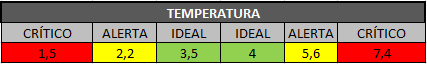 TEMPERATURA
CRÍTICO ALERTA IDEAL IDEAL ALERTA CRÍTICO
1,5 2,2 3,5 4 5,6 7,4